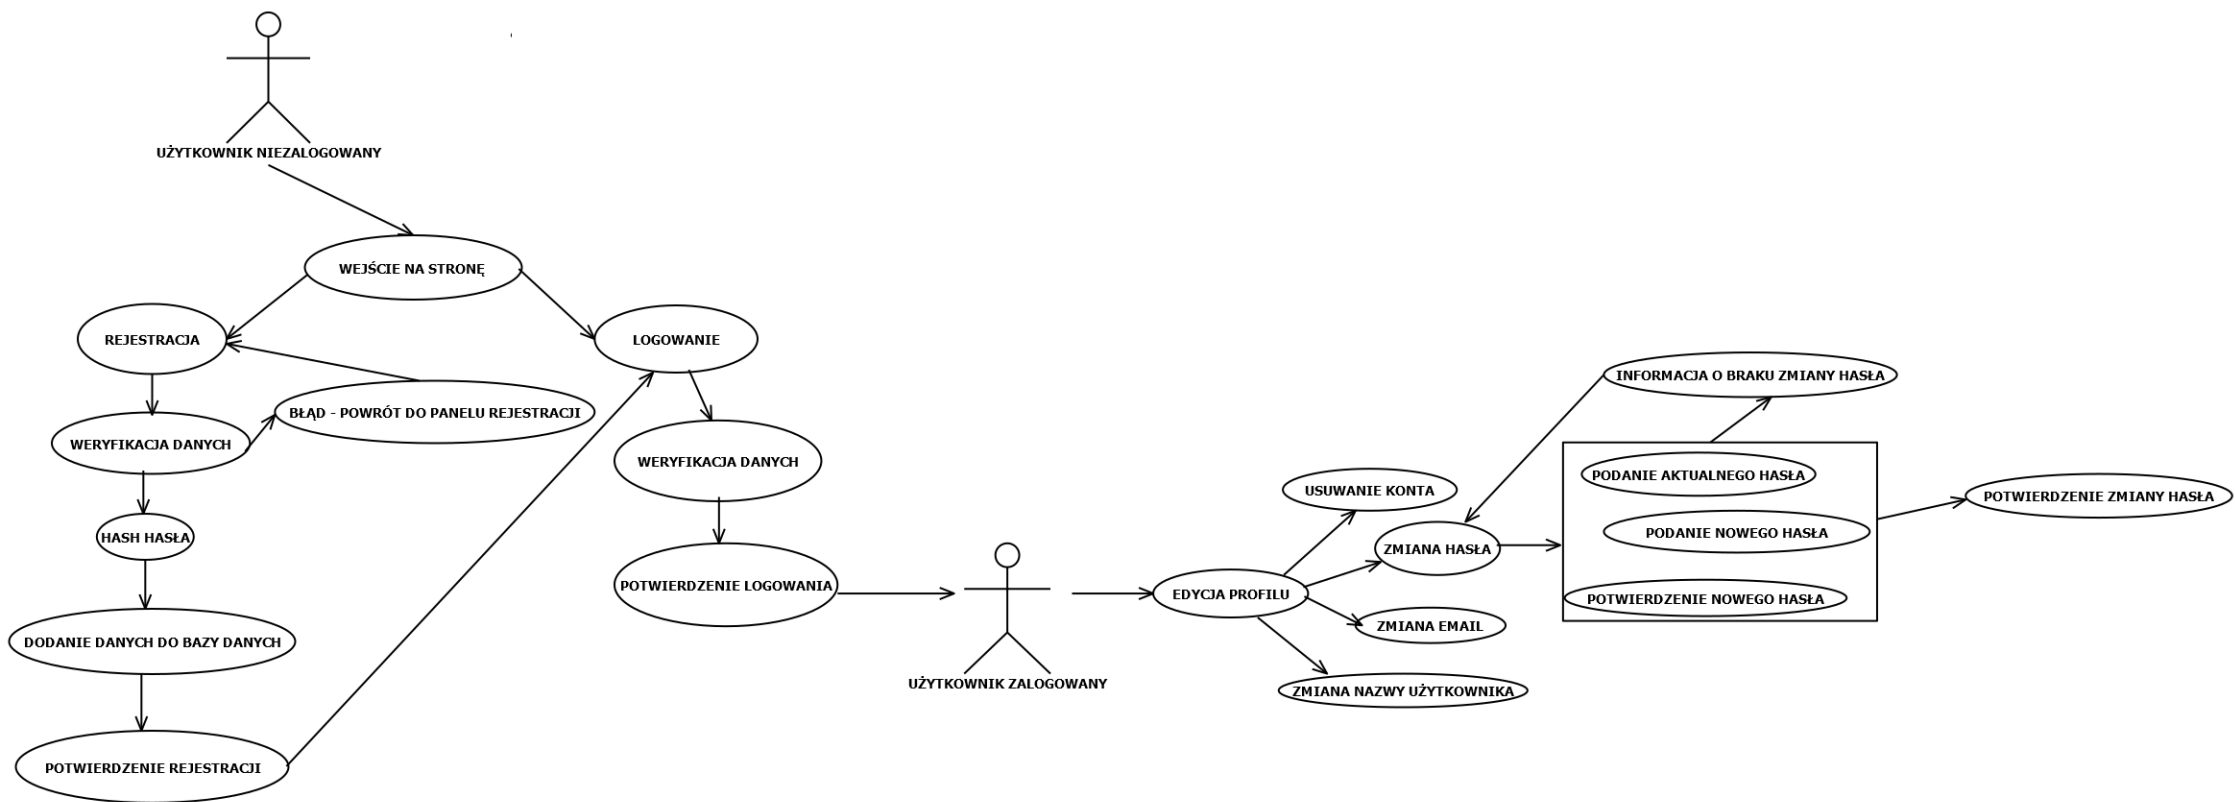 UŻYTKOWNIK NIEZALOGOWANY
WEJŚCIE NA STRONĘ
REJESTRACJA
LOGOWANIE
BŁĄD - POWRÓT DO PANELU REJESTRACJI
WERYFIKACJA DANYCH
HASH HASŁA
DODANIE DANYCH DO BAZY DANYCH
POTWIERDZENIE REJESTRACJI
WERYFIKACJA DANYCH
POTWIERDZENIE LOGOWANIA
UŻYTKOWNIK ZALOGOWANY
EDYCJA PROFILU
USUWANIE KONTA
ZMIANA HASŁA
ZMIANA EMAIL
ZMIANA NAZWY UŻYTKOWNIKA
INFORMACJA O BRAKU ZMIANY HASŁA
PODANIE AKTUALNEGO HASŁA
PODANIE NOWEGO HASŁA
POTWIERDZENIE NOWEGO HASŁA
POTWIERDZENIE ZMIANY HASŁA